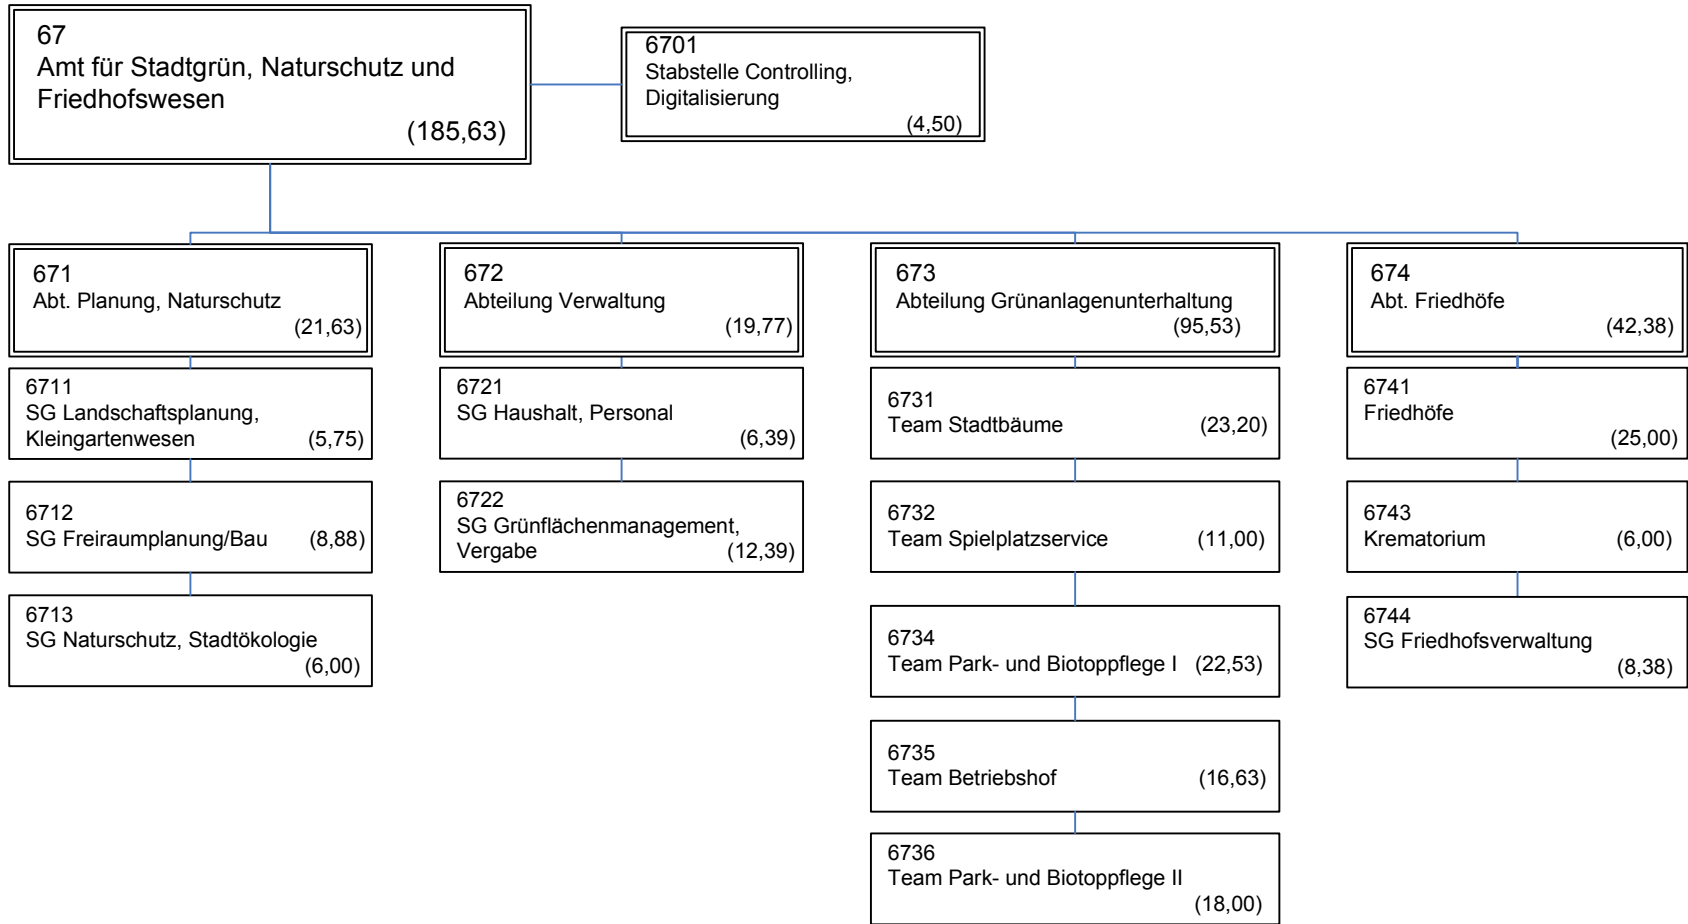 67
Amt für Stadtgrün, Naturschutz und
Friedhofswesen
(185,63)
6701
Stabstelle Controlling,
Digitalisierung
(4,50)
671
Abt. Planung, Naturschutz
(21,63)
6711
SG Landschaftsplanung,
Kleingartenwesen (5,75)
6712
SG Freiraumplanung/Bau (8,88)
6713
SG Naturschutz, Stadtökologie
(6,00)
672
Abteilung Verwaltung
(19,77)
6721
SG Haushalt, Personal
(6,39)
6722
SG Grünflächenmanagement,
Vergabe (12,39)
673
Abteilung Grünanlagenunterhaltung
(95,53)
6731
Team Stadtbäume (23,20)
6732
Team Spielplatzservice (11,00)
6734
Team Park- und Biotoppflege I (22,53)
6735
Team Betriebshof (16,63)
6736
Team Park- und Biotoppflege II
(18,00)
674
Abt. Friedhöfe
(42,38)
6741
Friedhöfe
(25,00)
6743
Krematorium (6,00)
6744
SG Friedhofsverwaltung
(8,38)